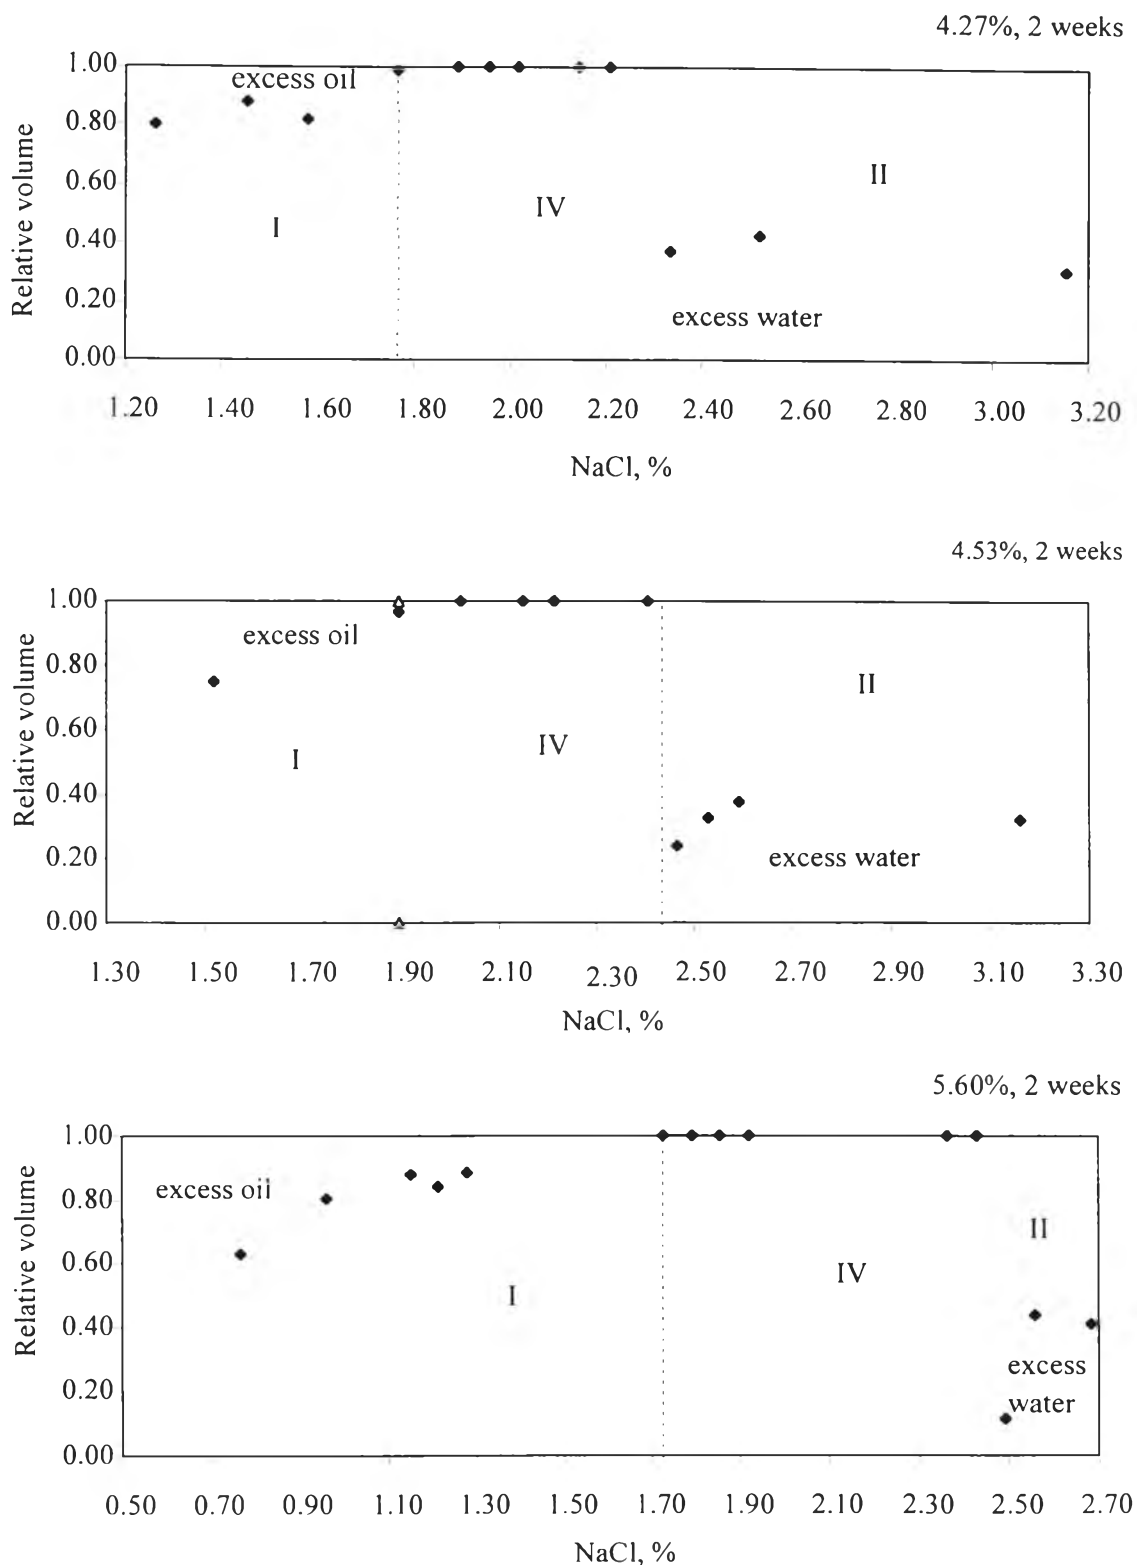 4.27%, 2 weeks
1.00
excess oil
0.80
0.60
0.40
0.20
0.00
Relative volume
I
IV
II
excess water
1.20 1.40 1.60 1.80 2.00 2.20 2.40 2.60 2.80 3.00 3.20
NaCl, %
4.53%, 2 weeks
1.00
excess oil
0.80
0.60
0.40
0.20
0.00
Relative volume
I
IV
II
excess water
1.30 1.50 1.70 1.90 2.10 2.30 2.50 2.70 2.90 3.10 3.30
NaCl, %
5.60%, 2 weeks
1.00
0.80
0.60
0.40
0.20
0.00
Relative volume
excess oil
I
IV
II
excess
water
0.50 0.70 0.90 1.10 1.30 1.50 1.70 1.90 2.10 2.30 2.50 2.70
NaCl, %